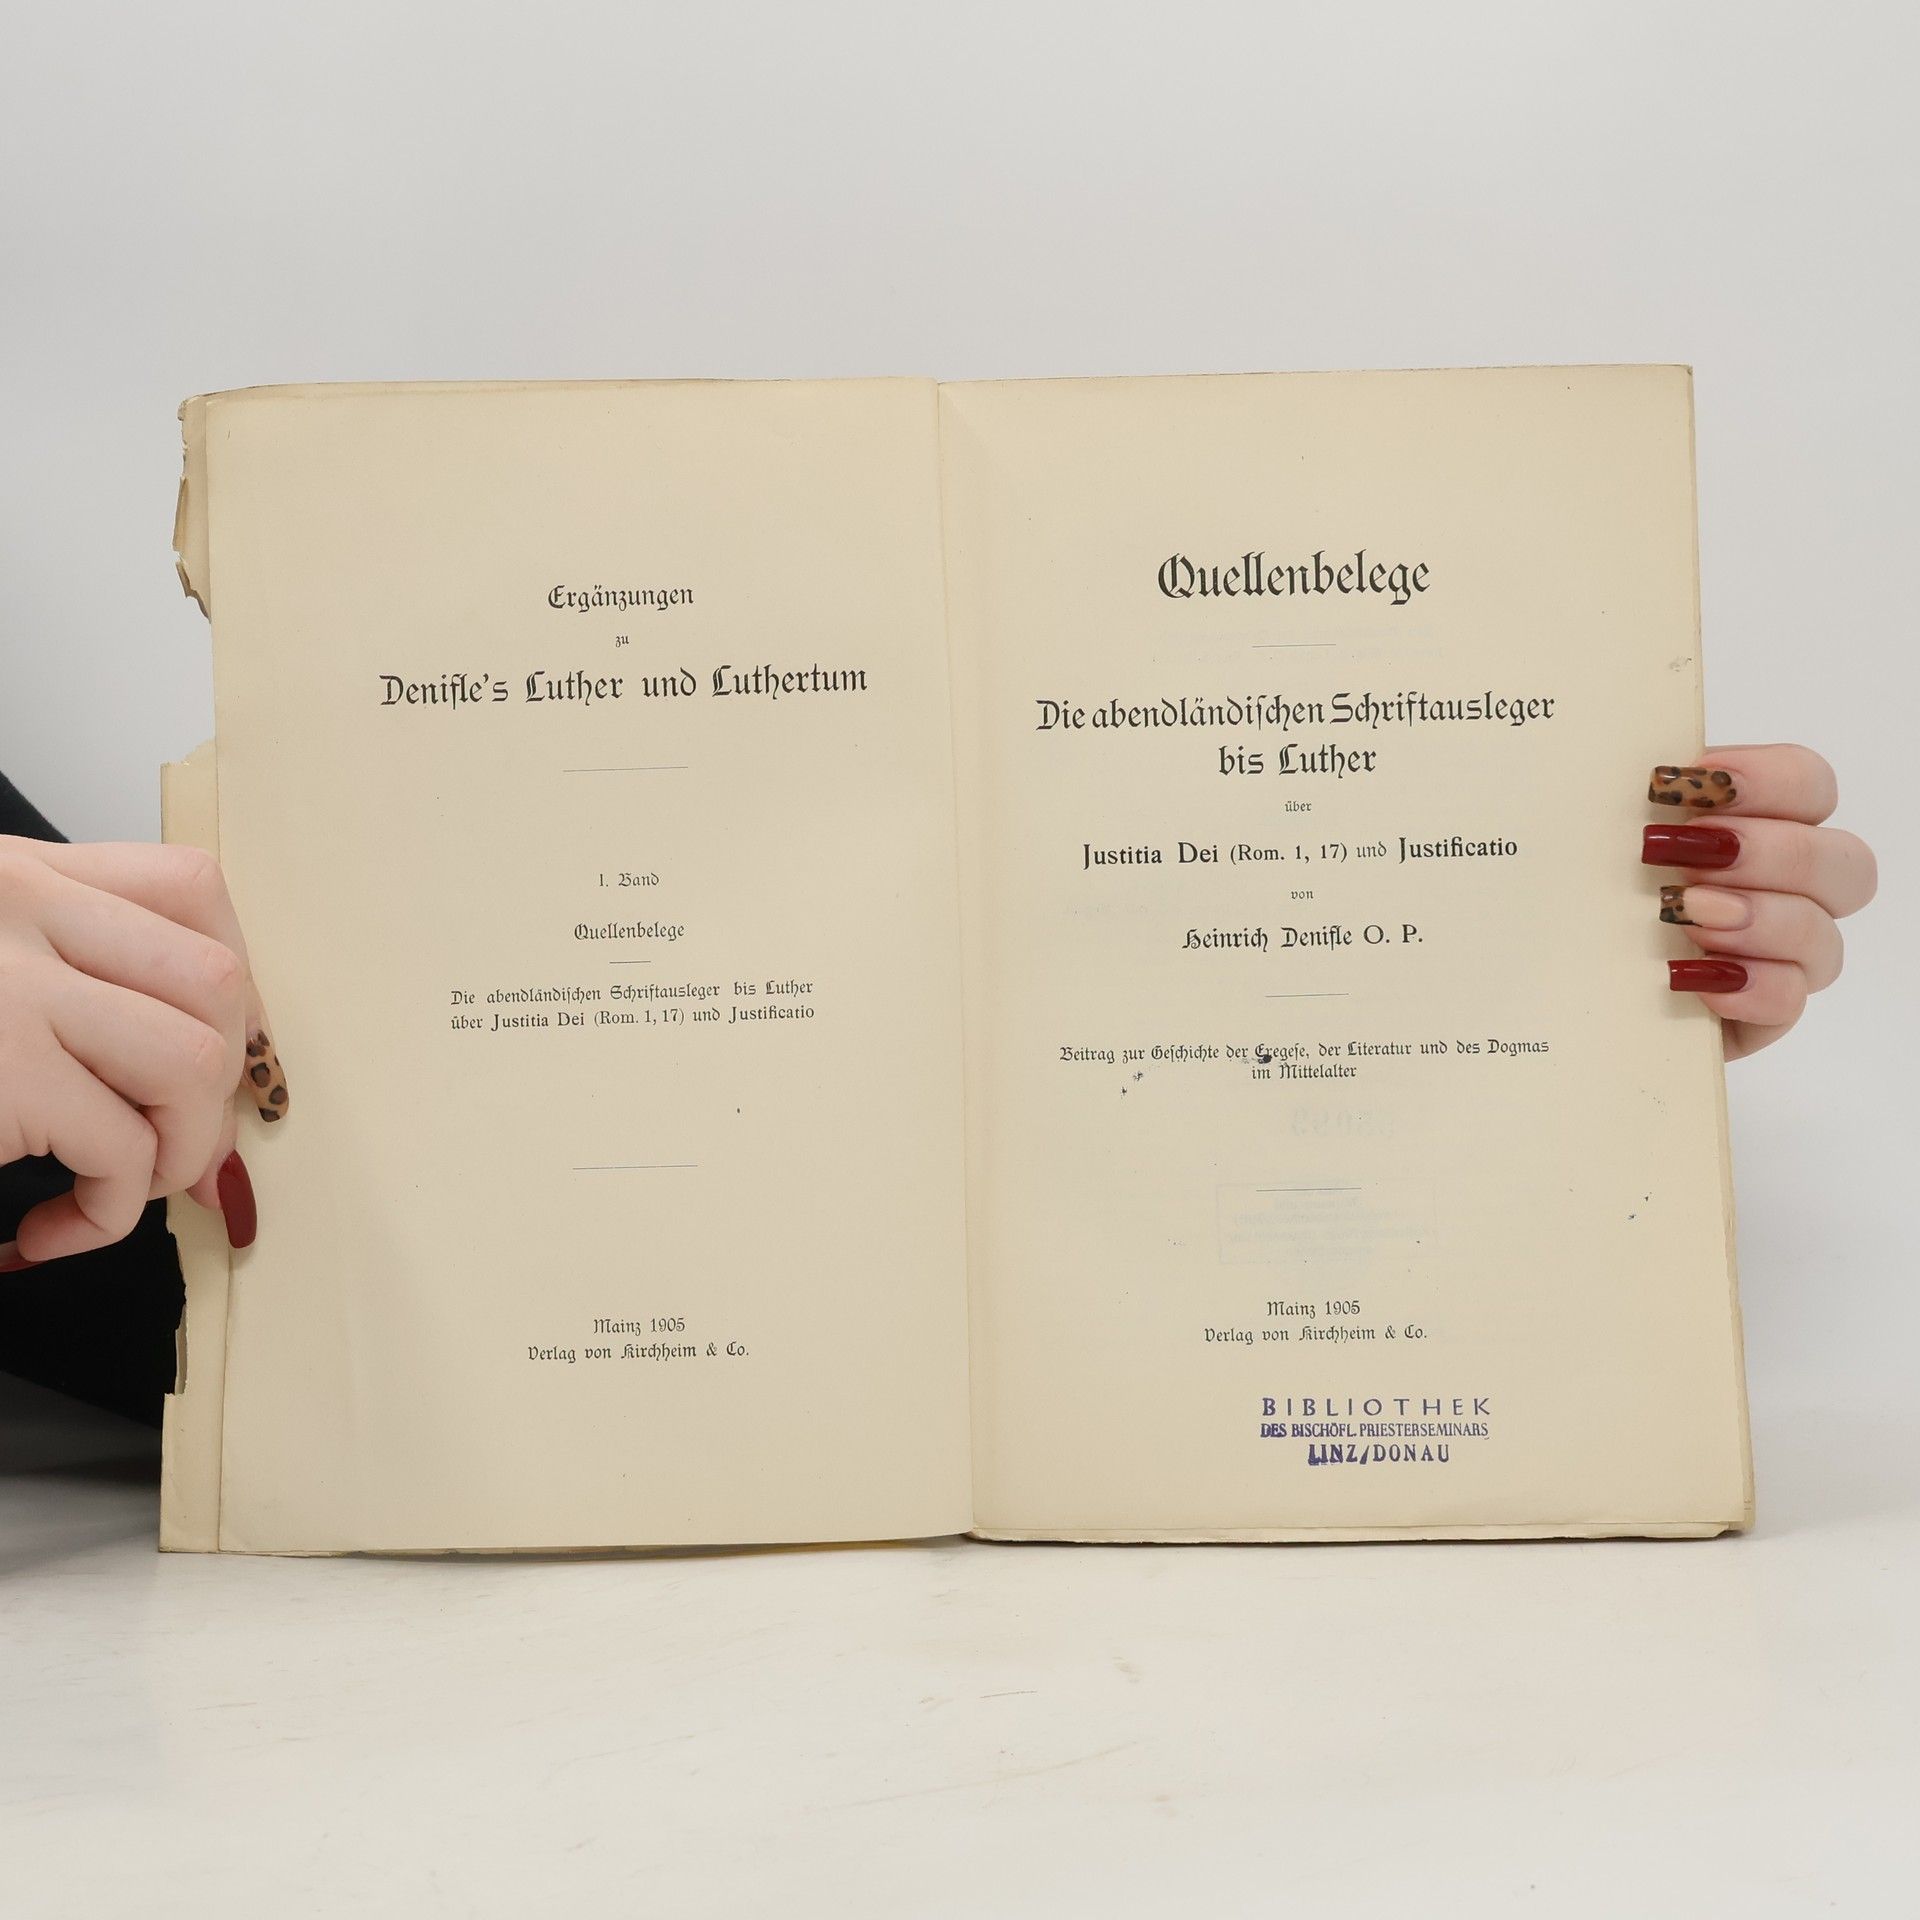 Ergänzungen
zu
Denifle's Luther und Luthertum
I. Band
Quellenbelege
Die abendländischen Schriftausleger bis Luther
über Justitia Dei (Rom. 1, 17) und Justificatio
Mainz 1905
Verlag von Kirchheim & Co.
Quellenbelege
Die abendländischen Schriftausleger
bis Luther
über
Justitia Dei (Rom. 1, 17) und Justificatio
von
Heinrich Denifle O. P.
Beitrag zur Geschichte der Exegese, der Literatur und des Dogmas
im Mittelalter
Mainz 1905
Verlag von Kirchheim & Co.
BIBLIOTHEK
DES BISCHÖFL. PRIESTERSEMINARS
LINZ/DONAU